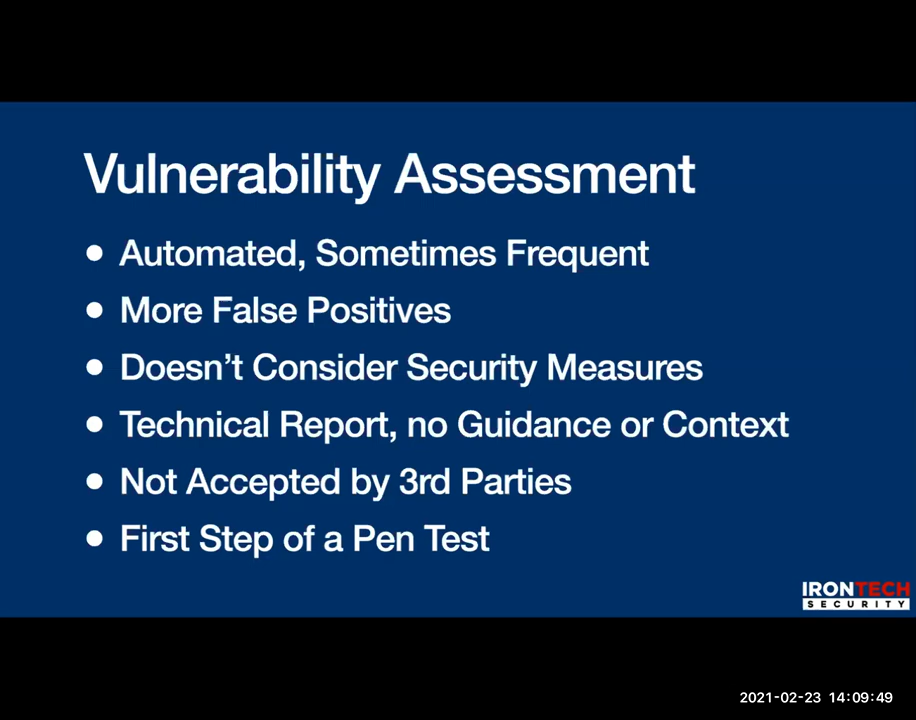 Vulnerability Assessment
• Automated, Sometimes Frequent
• More False Positives
• Doesn’t Consider Security Measures
• Technical Report, no Guidance or Context
• Not Accepted by 3rd Parties
• First Step of a Pen Test
IRONTECH
SECURITY
2021-02-23 14:09:49